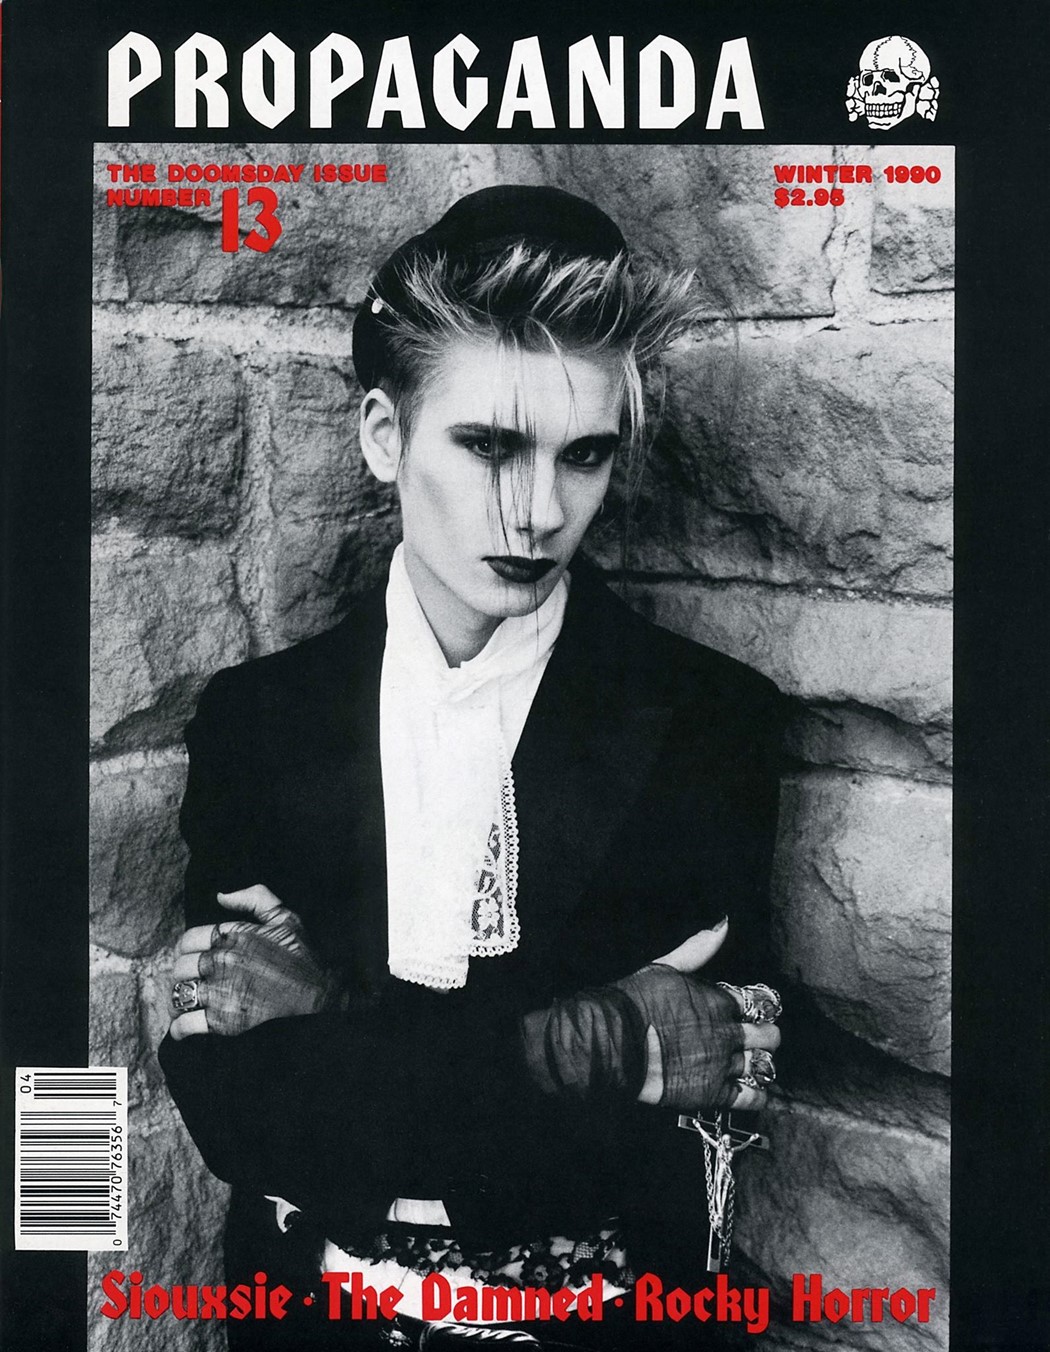 PROPAGANDA
THE DOOMSDAY ISSUE
NUMBER 13
WINTER 1990
$2.95
04
0 74470 76356 7
Siouxsie · The Damned · Rocky Horror